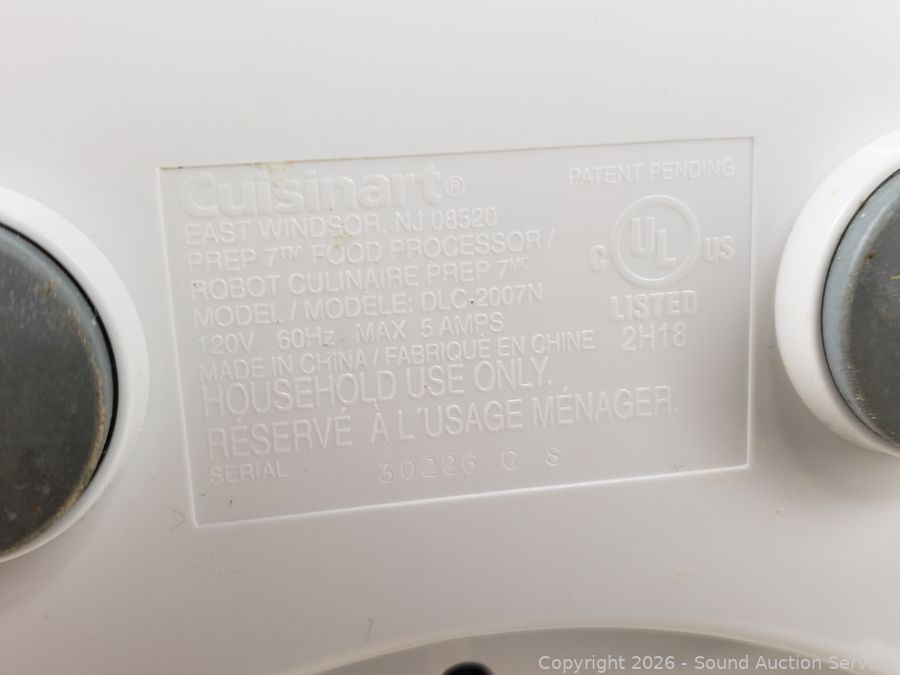 Cuisinart®
PATENT PENDING
EAST WINDSOR, NJ 08520
PREP 7™ FOOD PROCESSOR /
ROBOT CULINAIRE PREP 7MC
MODEL / MODÈLE: DLC-2007N
120V 60Hz MAX 5 AMPS
MADE IN CHINA / FABRIQUÉ EN CHINE
HOUSEHOLD USE ONLY.
RÉSERVÉ À L'USAGE MÉNAGER.
SERIAL 30226 C S
C UL US
LISTED
2H18
Copyright 2026 - Sound Auction Service